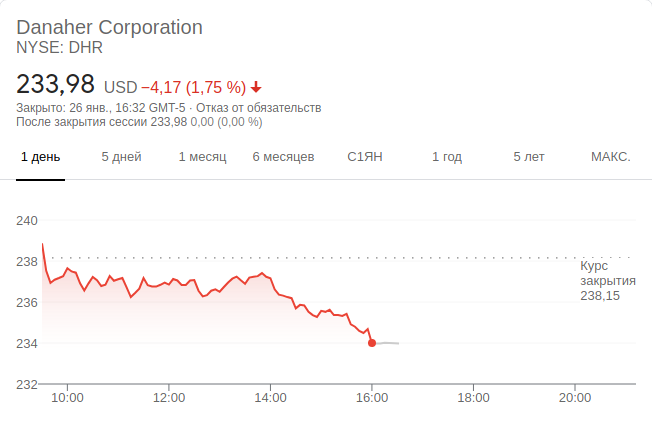 Danaher Corporation
NYSE: DHR
233,98 USD −4,17 (1,75 %)
Закрыто: 26 янв., 16:32 GMT-5 · Отказ от обязательств
После закрытия сессии 233,98 0,00 (0,00 %)
1 день 5 дней 1 месяц 6 месяцев С1ЯН 1 год 5 лет МАКС.
240
238
Курс
закрытия
236
238,15
234
232
10:00 12:00 14:00 16:00 18:00 20:00